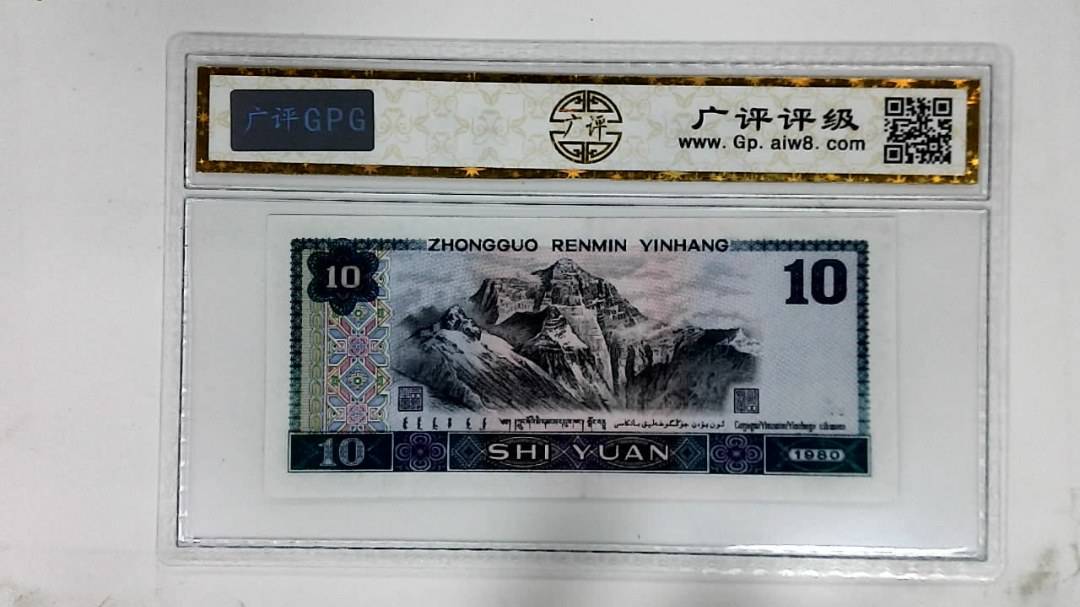 广评GPG
广评
广评评级
www. Gp. aiw8. com
ZHONGGUO RENMIN YINHANG
10
10
10
SHI YUAN
1980